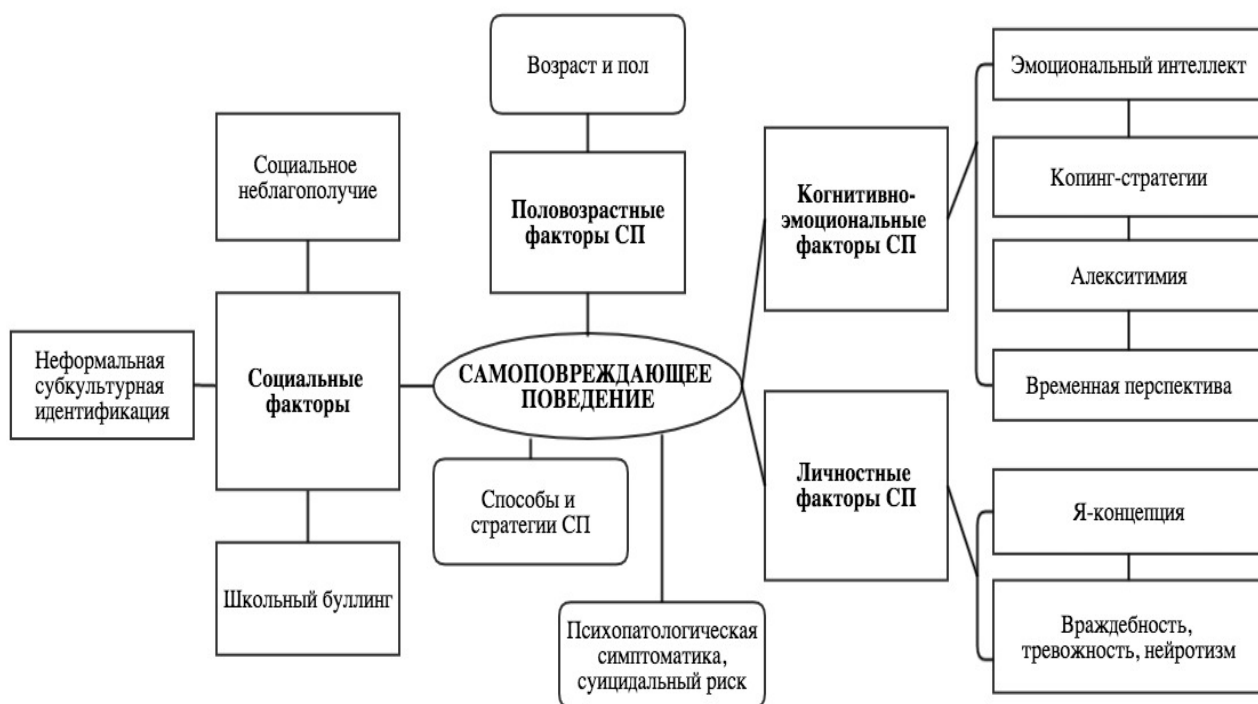 Возраст и пол
Эмоциональный интеллект
Социальное
неблагополучие
Половозрастные
факторы СП
Когнитивно-
эмоциональные
факторы СП
Копинг-стратегии
Алекситимия
Временная перспектива
Неформальная
субкультурная
идентификация
Социальные
факторы
САМОПОВРЕЖДАЮЩЕЕ
ПОВЕДЕНИЕ
Способы и
стратегии СП
Личностные
факторы СП
Я-концепция
Школьный буллинг
Психопатологическая
симптоматика,
суицидальный риск
Враждебность,
тревожность, нейротизм